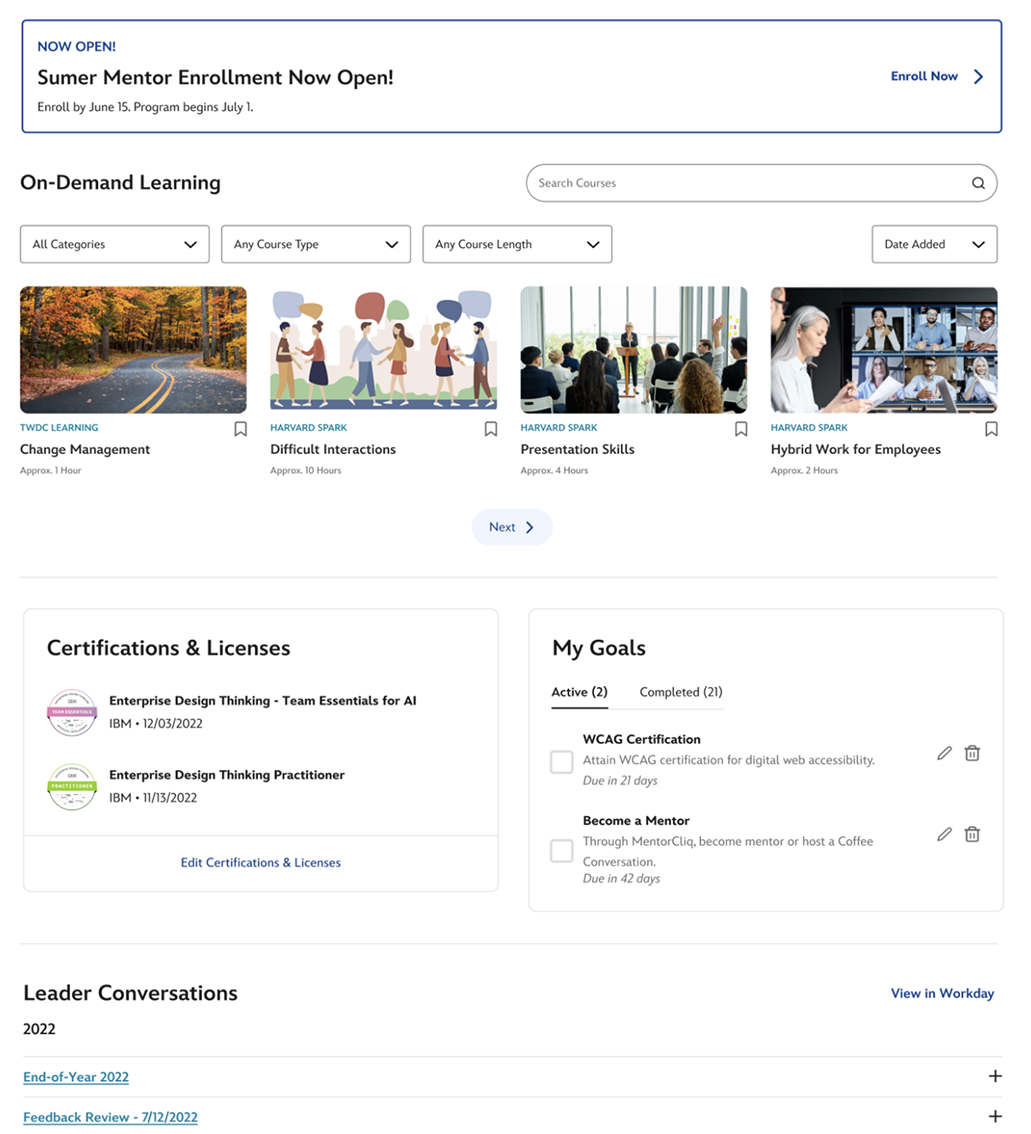 NOW OPEN!
Sumer Mentor Enrollment Now Open!
Enroll Now
Enroll by June 15. Program begins July 1.
On-Demand Learning
Search Courses
All Categories
Any Course Type
Any Course Length
Date Added
TWDC LEARNING
Change Management
Approx. 1 Hour
HARVARD SPARK
Difficult Interactions
Approx. 10 Hours
HARVARD SPARK
Presentation Skills
Approx. 4 Hours
HARVARD SPARK
Hybrid Work for Employees
Approx. 2 Hours
Next
Certifications & Licenses
IBM
TEAM ESSENTIALS
Enterprise Design Thinking - Team Essentials for AI
IBM • 12/03/2022
IBM
PRACTITIONER
Enterprise Design Thinking Practitioner
IBM • 11/13/2022
Edit Certifications & Licenses
My Goals
Active (2)
Completed (21)
WCAG Certification
Attain WCAG certification for digital web accessibility.
Due in 21 days
Become a Mentor
Through MentorCliq, become mentor or host a Coffee
Conversation.
Due in 42 days
Leader Conversations
View in Workday
2022
End-of-Year 2022
Feedback Review - 7/12/2022